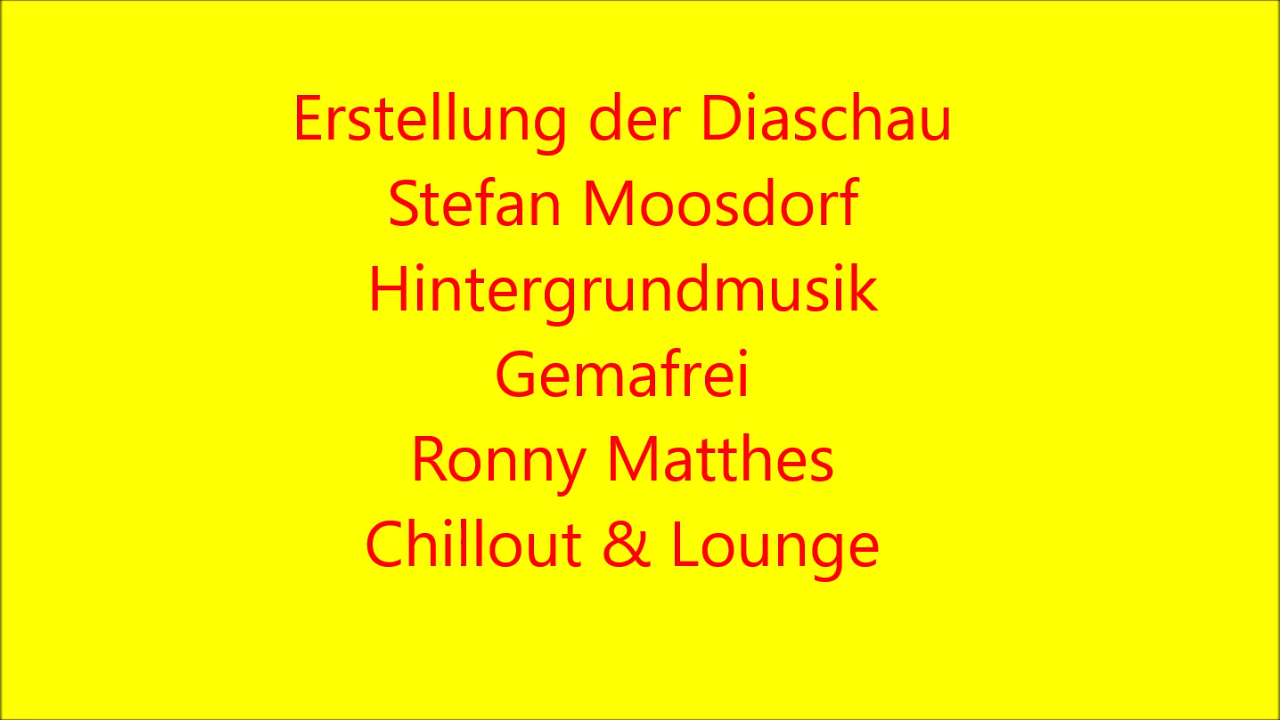 Erstellung der Diaschau
Stefan Moosdorf
Hintergrundmusik
Gemafrei
Ronny Matthes
Chillout & Lounge